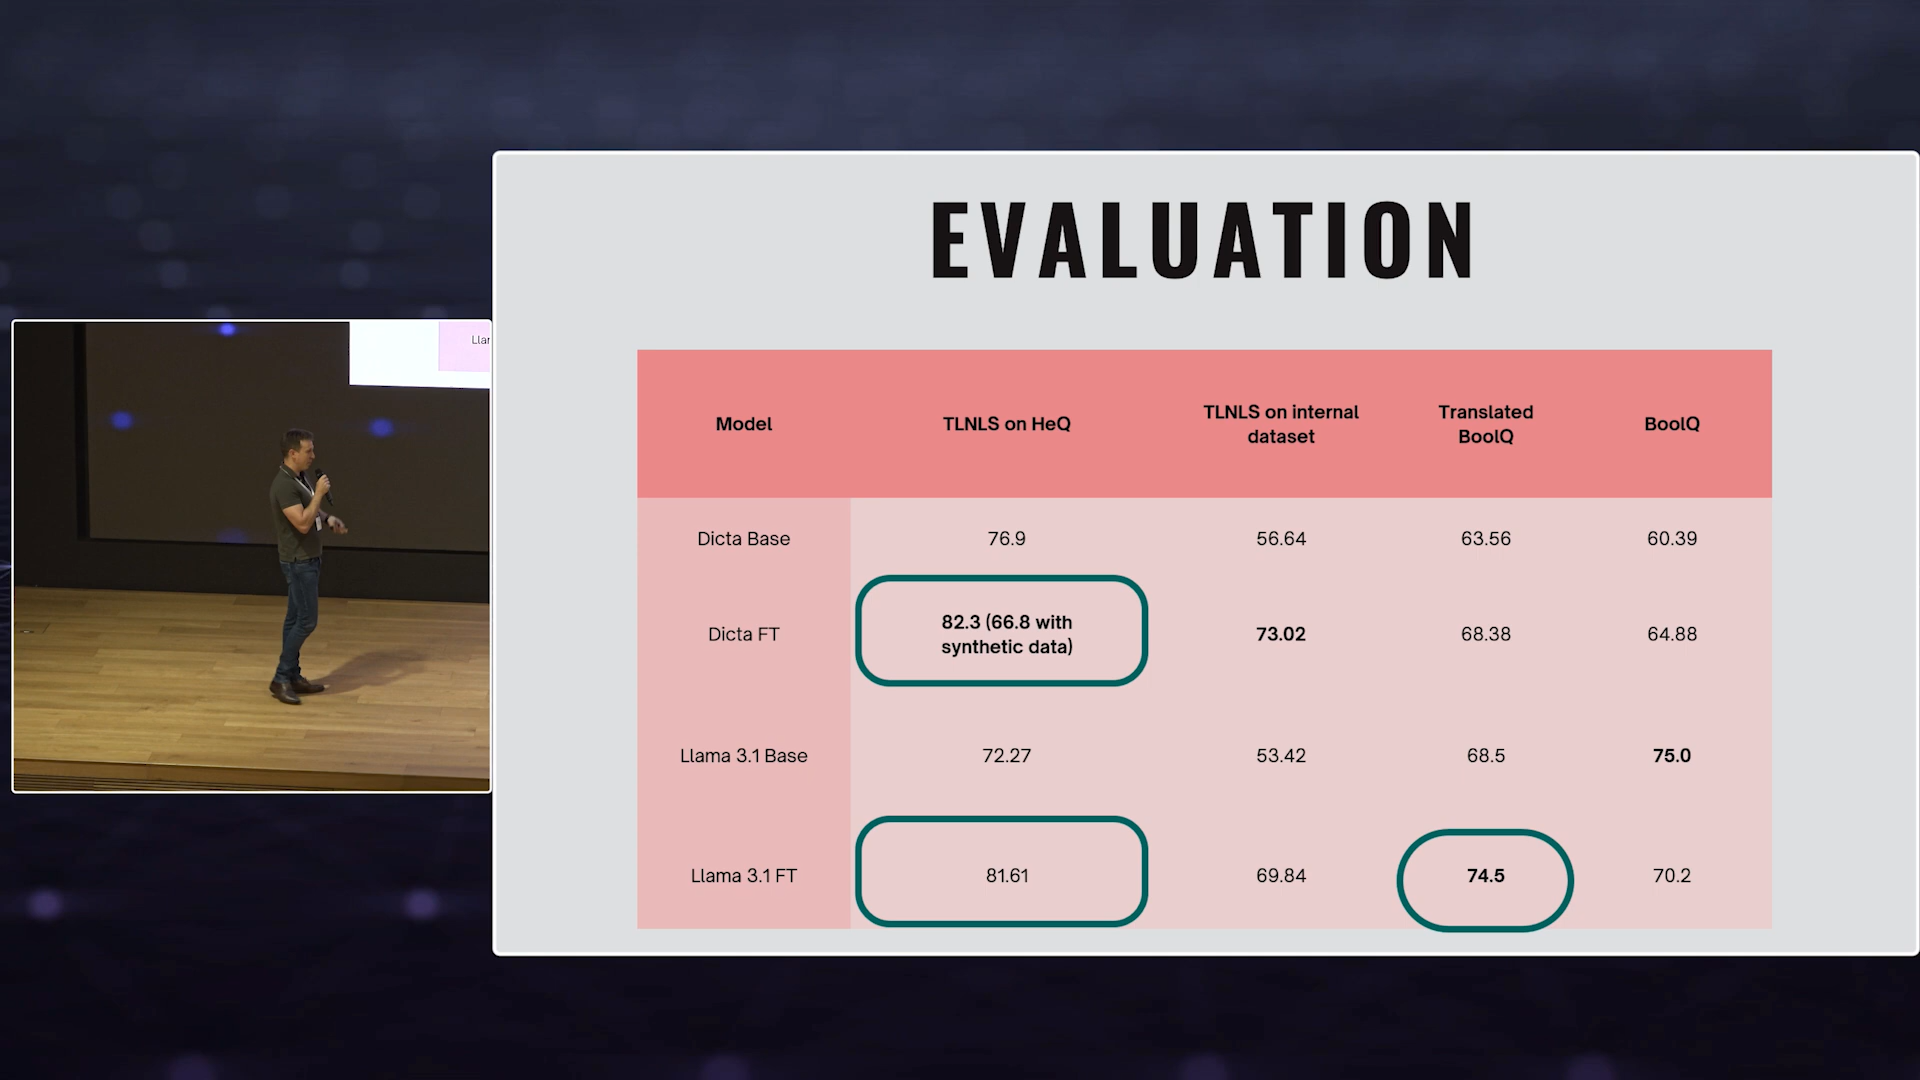 EVALUATION
Model
TLNLS on HeQ
TLNLS on internal
dataset
Translated
BoolQ
BoolQ
Dicta Base
76.9
56.64
63.56
60.39
Dicta FT
82.3 (66.8 with
synthetic data)
73.02
68.38
64.88
Llama 3.1 Base
72.27
53.42
68.5
75.0
Llama 3.1 FT
81.61
69.84
74.5
70.2
Llar